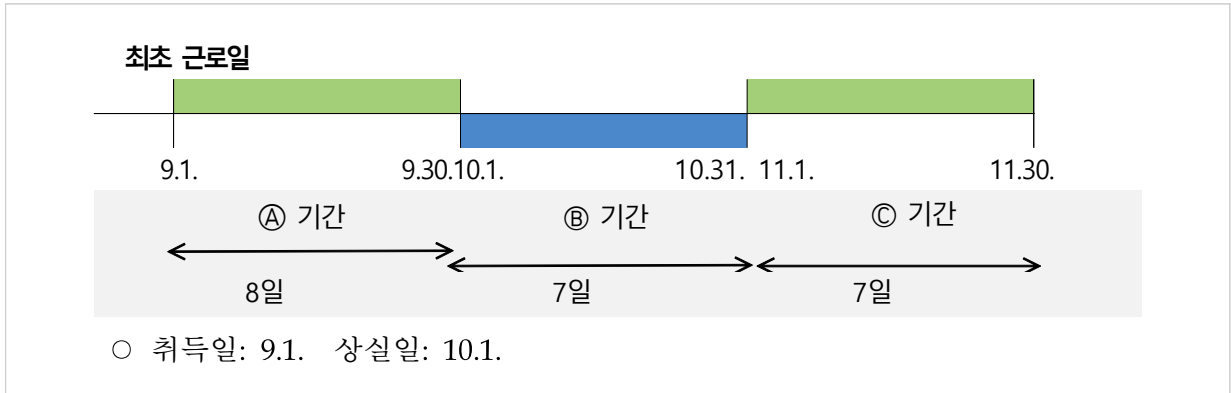 최초 근로일
9.1. 9.30.10.1. 10.31. 11.1. 11.30.
Ⓐ 기간 Ⓑ 기간 Ⓒ 기간
8일 7일 7일
○ 취득일: 9.1. 상실일: 10.1.